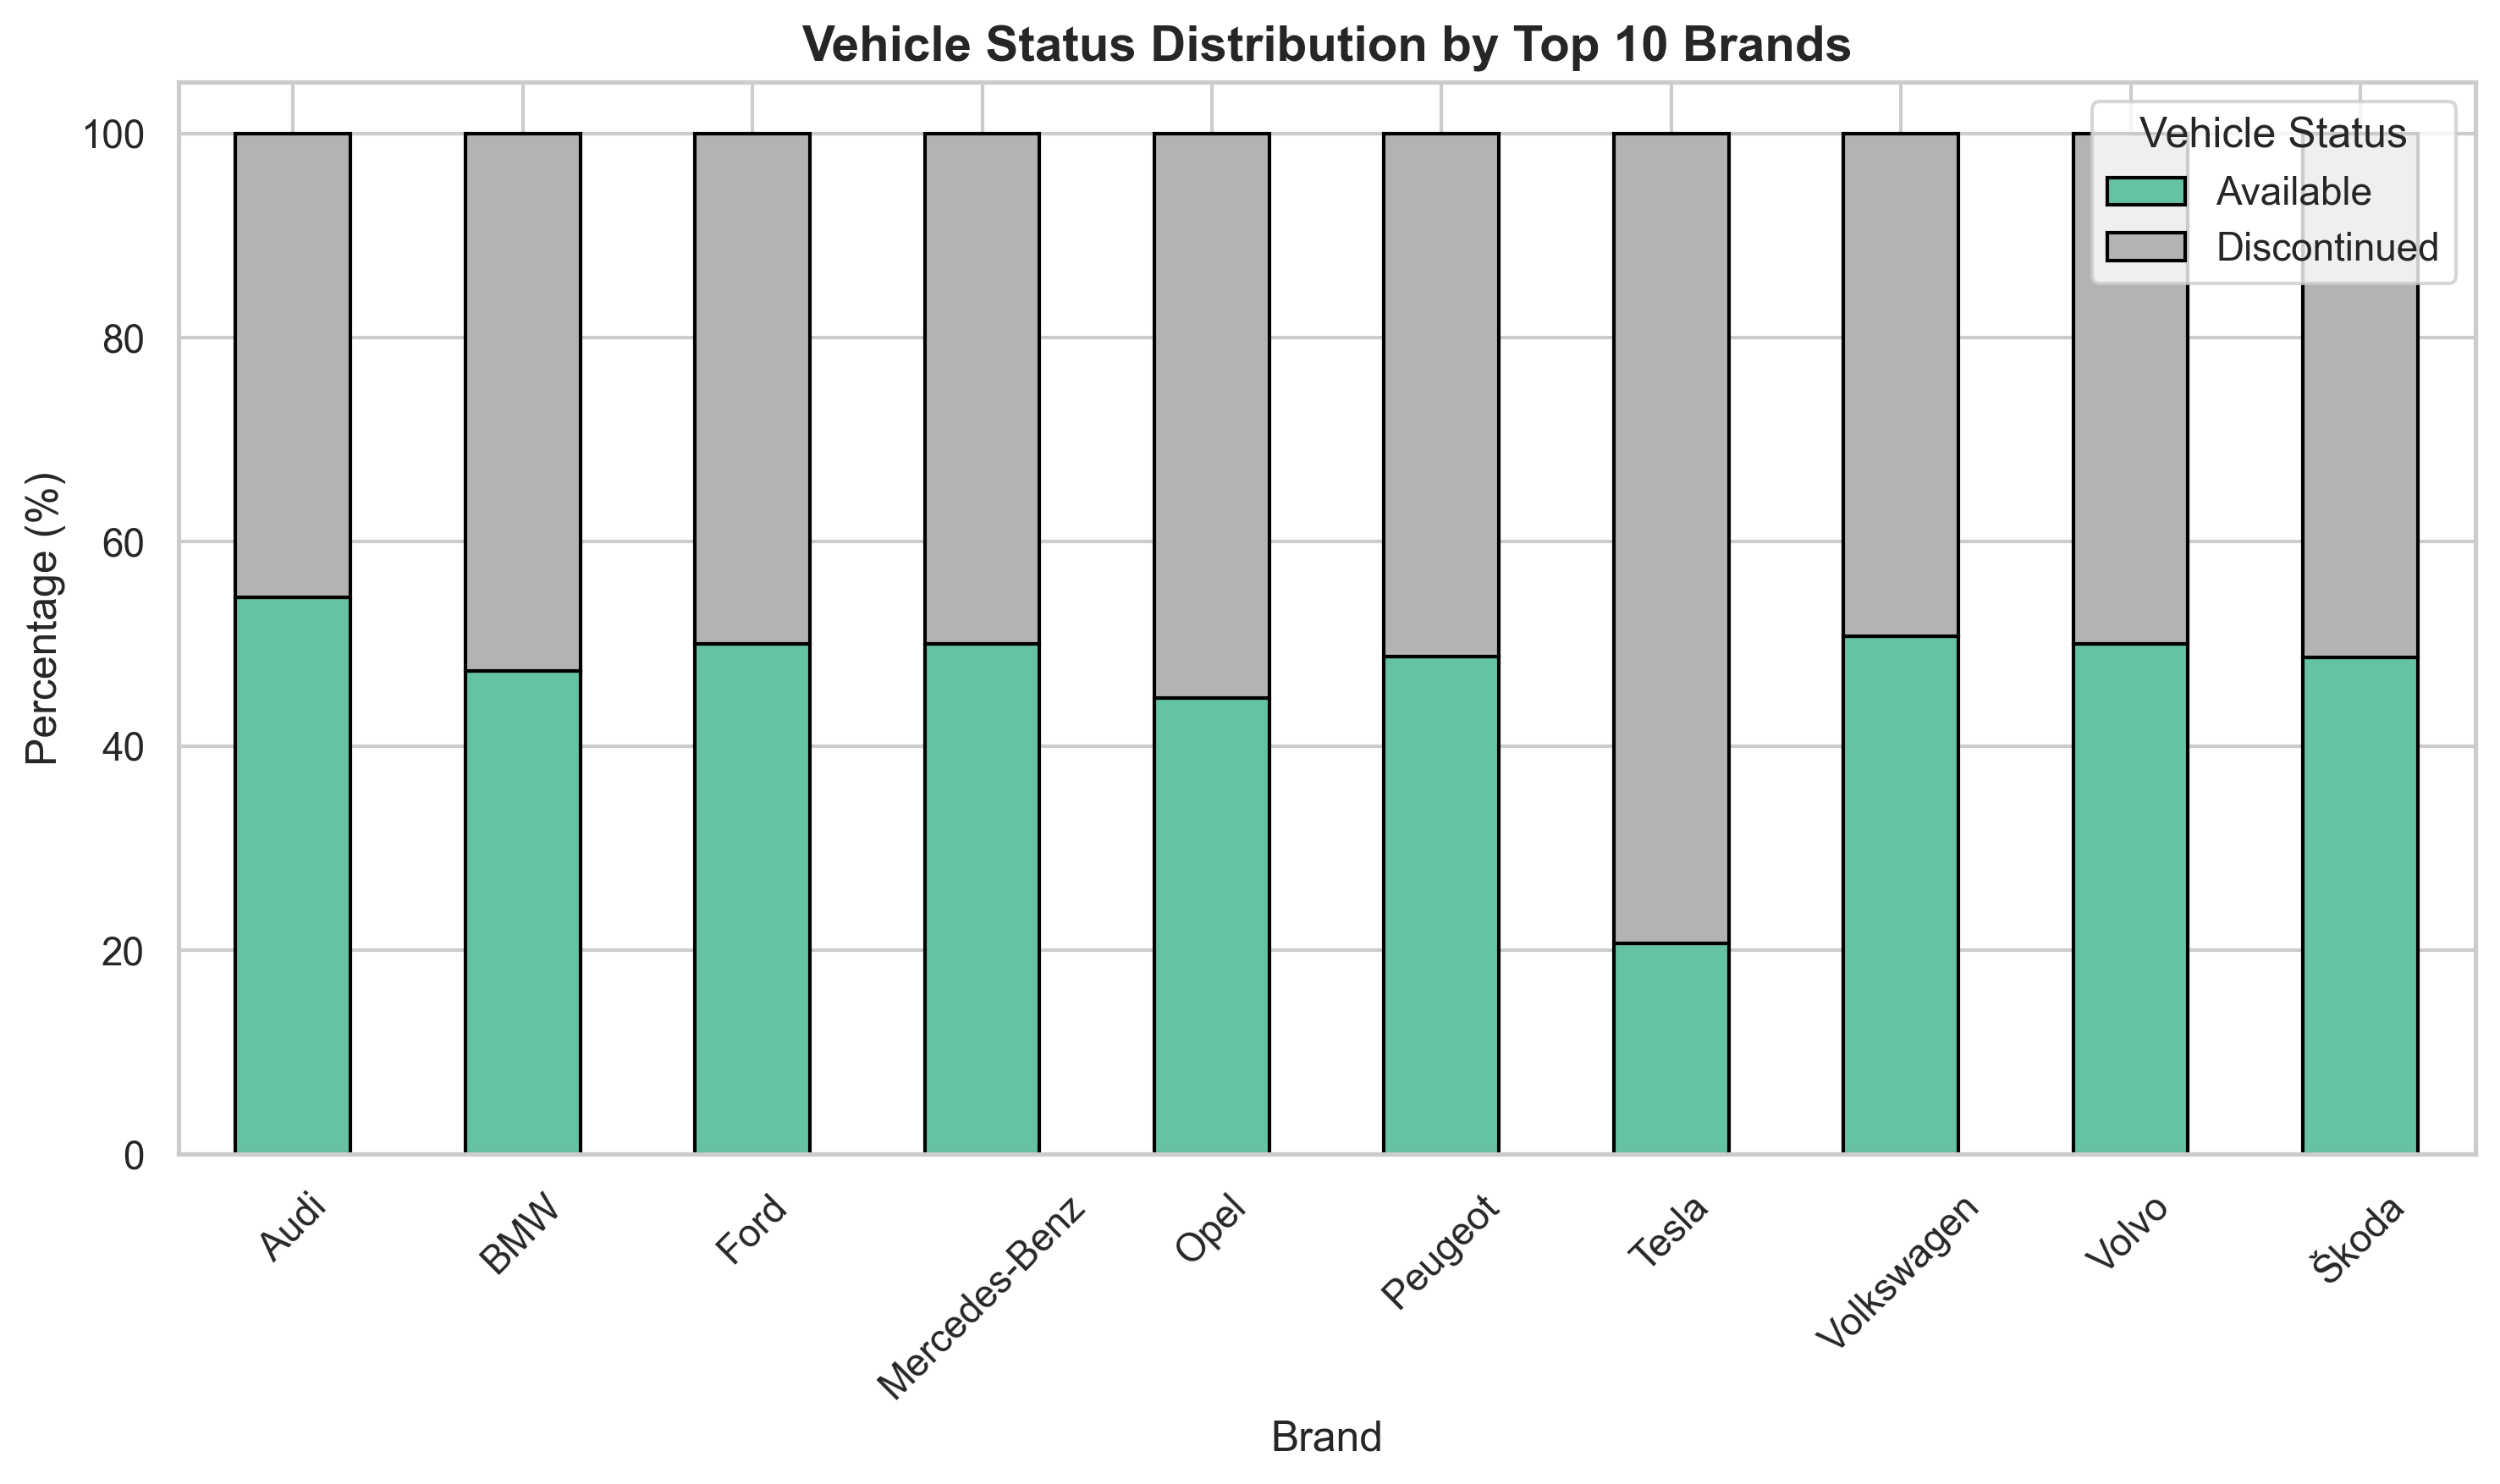 Vehicle Status Distribution by Top 10 Brands
Vehicle Status
Available
Discontinued
Percentage (%)
100
80
60
40
20
0
Audi
BMW
Ford
Mercedes-Benz
Opel
Peugeot
Tesla
Volkswagen
Volvo
Škoda
Brand